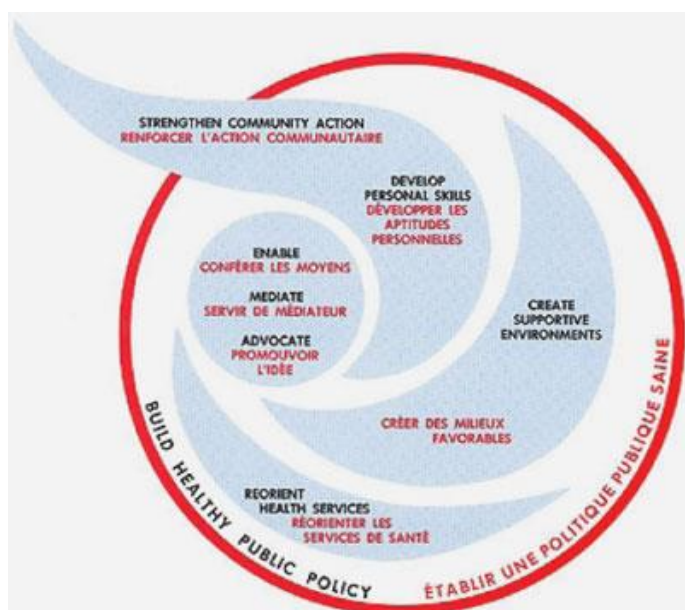 STRENGTHEN COMMUNITY ACTION
RENFORCER L'ACTION COMMUNAUTAIRE
DEVELOP
PERSONAL SKILLS
DÉVELOPPER LES
APTITUDES
PERSONNELLES
ENABLE
CONFÉRER LES MOYENS
MEDIATE
SERVIR DE MÉDIATEUR
ADVOCATE
PROMOUVOIR
L'IDÉE
CREATE
SUPPORTIVE
ENVIRONMENTS
CRÉER DES MILIEUX
FAVORABLES
REORIENT
HEALTH SERVICES
RÉORIENTER LES
SERVICES DE SANTÉ
BUILD HEALTHY PUBLIC POLICY
ÉTABLIR UNE POLITIQUE PUBLIQUE SAINE